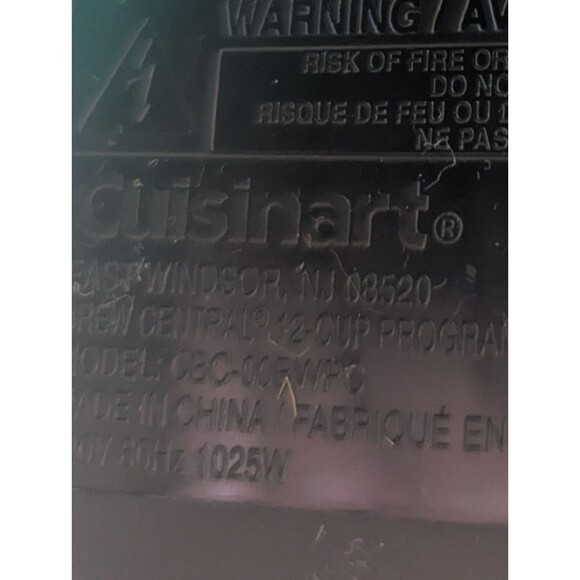 WARNING / AV
RISK OF FIRE OR
DO NO
RISQUE DE FEU OU D
NE PAS
Cuisinart®
EAST WINDSOR, NJ 08520
BREW CENTRAL® 12-CUP PROGRAM
MODEL:
MADE IN CHINA / FABRIQUÉ EN
60Hz 1025W